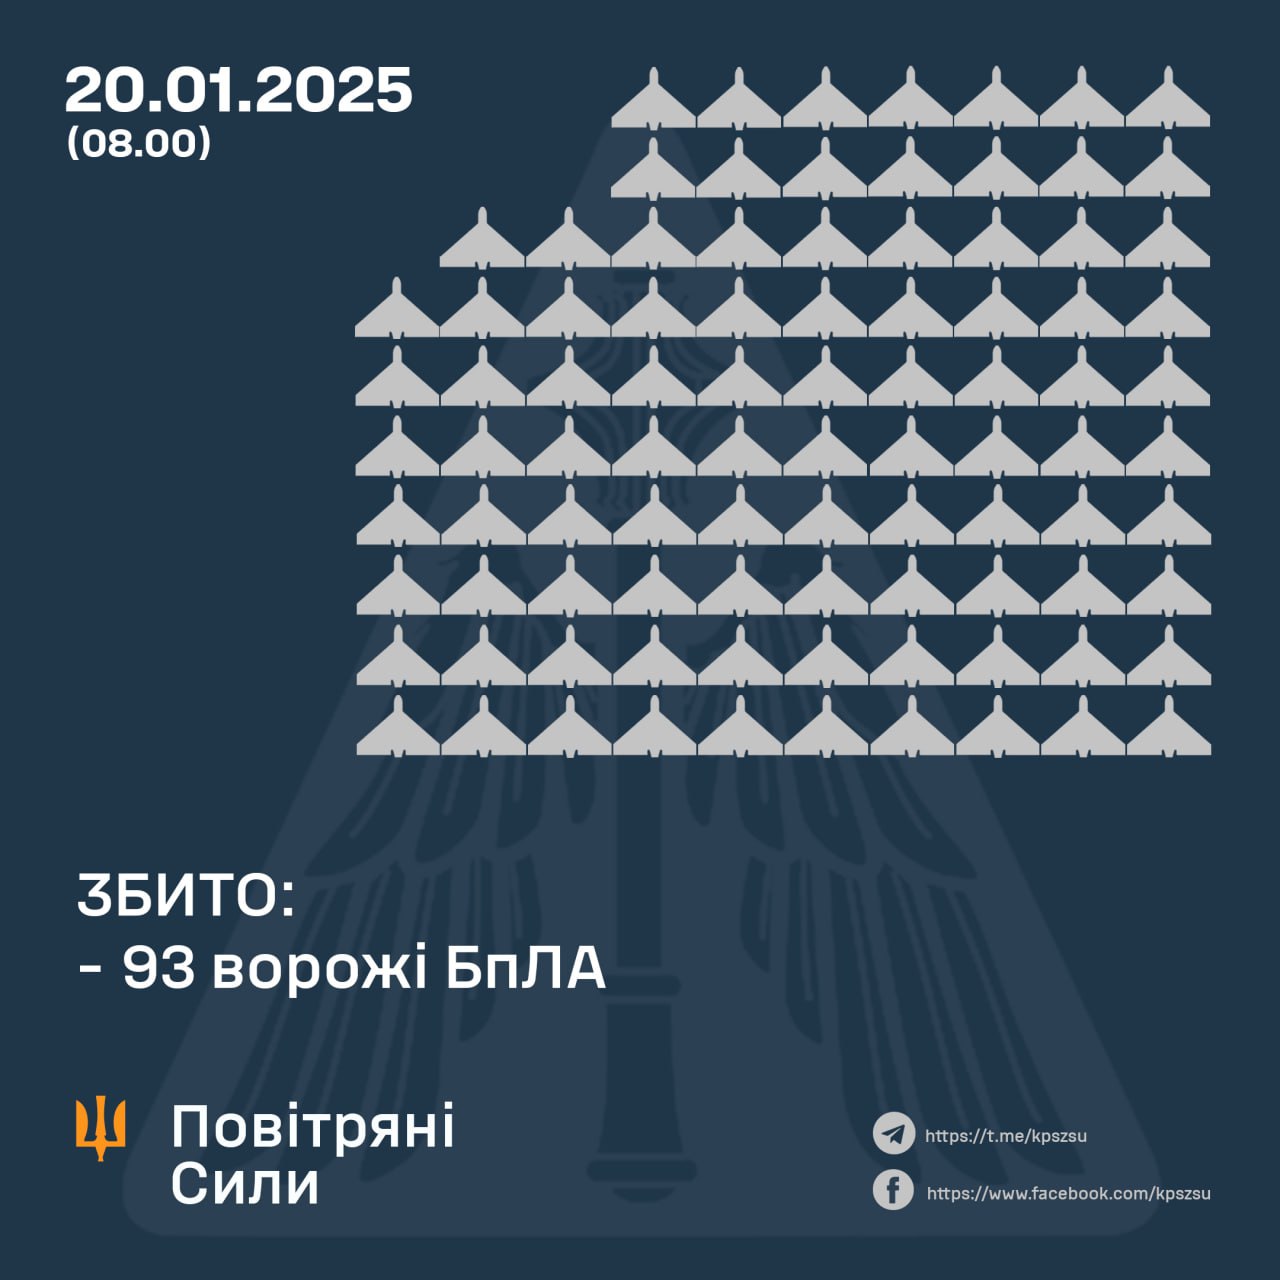 20.01.2025
(08.00)
ЗБИТО:
- 93 ворожі БпЛА
Повітряні
Сили
https://t.me/kpszsu
https://www.facebook.com/kpszsu